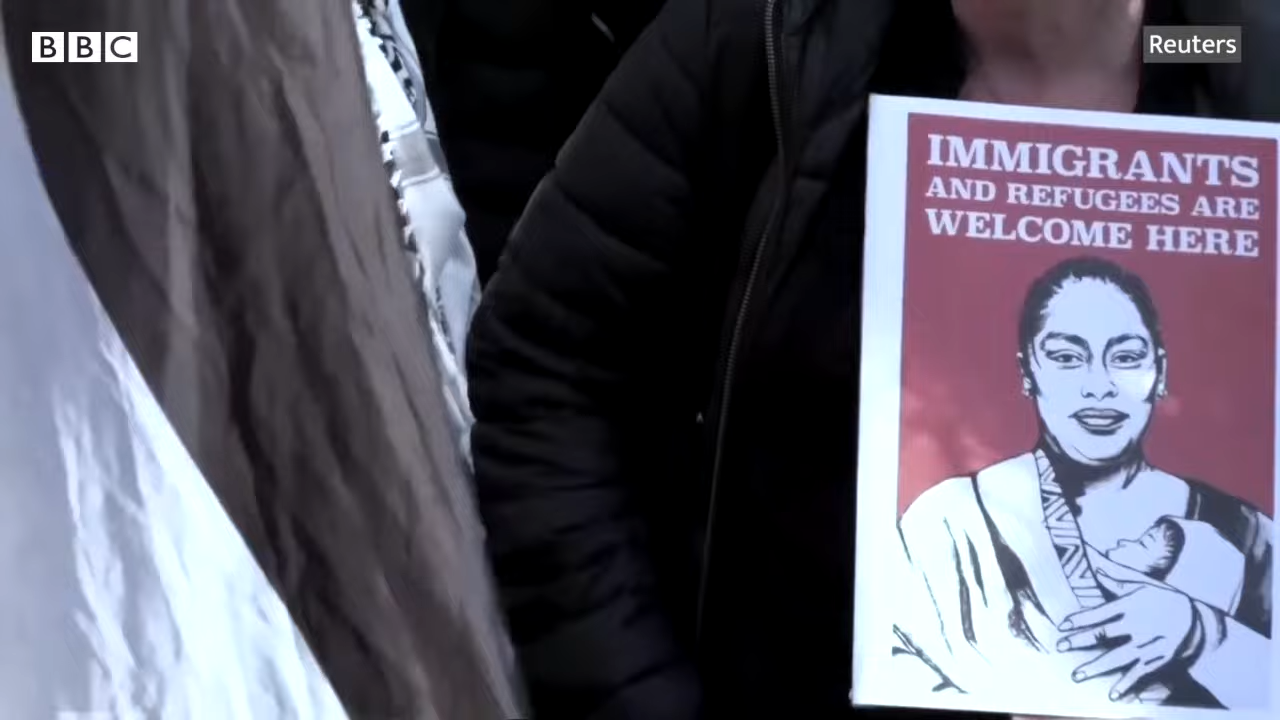 BBC
Reuters
IMMIGRANTS
AND REFUGEES ARE
WELCOME HERE